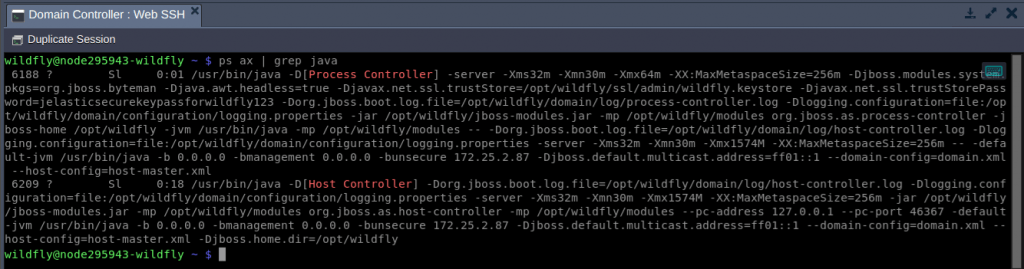 Domain Controller : Web SSH
Duplicate Session
wildfly@node295943-wildfly ~ $ ps ax | grep java
 6188 ?        Sl     0:01 /usr/bin/java -D[Process Controller] -server -Xms32m -Xmn30m -Xmx64m -XX:MaxMetaspaceSize=256m -Djboss.modules.system.
pkgs=org.jboss.byteman -Djava.awt.headless=true -Djavax.net.ssl.trustStore=/opt/wildfly/ssl/admin/wildfly.keystore -Djavax.net.ssl.trustStorePass
word=jelasticsecurekeypassforwildfly123 -Dorg.jboss.boot.log.file=/opt/wildfly/domain/log/process-controller.log -Dlogging.configuration=file:/op
t/wildfly/domain/configuration/logging.properties -jar /opt/wildfly/jboss-modules.jar -mp /opt/wildfly/modules org.jboss.as.process-controller -j
boss-home /opt/wildfly -jvm /usr/bin/java -mp /opt/wildfly/modules -- -Dorg.jboss.boot.log.file=/opt/wildfly/domain/log/host-controller.log -Dlog
ging.configuration=file:/opt/wildfly/domain/configuration/logging.properties -server -Xms32m -Xmn30m -Xmx1574M -XX:MaxMetaspaceSize=256m -- -defa
ult-jvm /usr/bin/java -b 0.0.0.0 -bmanagement 0.0.0.0 -bunsecure 172.25.2.87 -Djboss.default.multicast.address=ff01::1 --domain-config=domain.xml
 --host-config=host-master.xml
 6209 ?        Sl     0:18 /usr/bin/java -D[Host Controller] -Dorg.jboss.boot.log.file=/opt/wildfly/domain/log/host-controller.log -Dlogging.conf
iguration=file:/opt/wildfly/domain/configuration/logging.properties -server -Xms32m -Xmn30m -Xmx1574M -XX:MaxMetaspaceSize=256m -jar /opt/wildfly
/jboss-modules.jar -mp /opt/wildfly/modules org.jboss.as.host-controller -mp /opt/wildfly/modules --pc-address 127.0.0.1 --pc-port 46367 -default
-jvm /usr/bin/java -b 0.0.0.0 -bmanagement 0.0.0.0 -bunsecure 172.25.2.87 -Djboss.default.multicast.address=ff01::1 --domain-config=domain.xml --
host-config=host-master.xml -Djboss.home.dir=/opt/wildfly
wildfly@node295943-wildfly ~ $